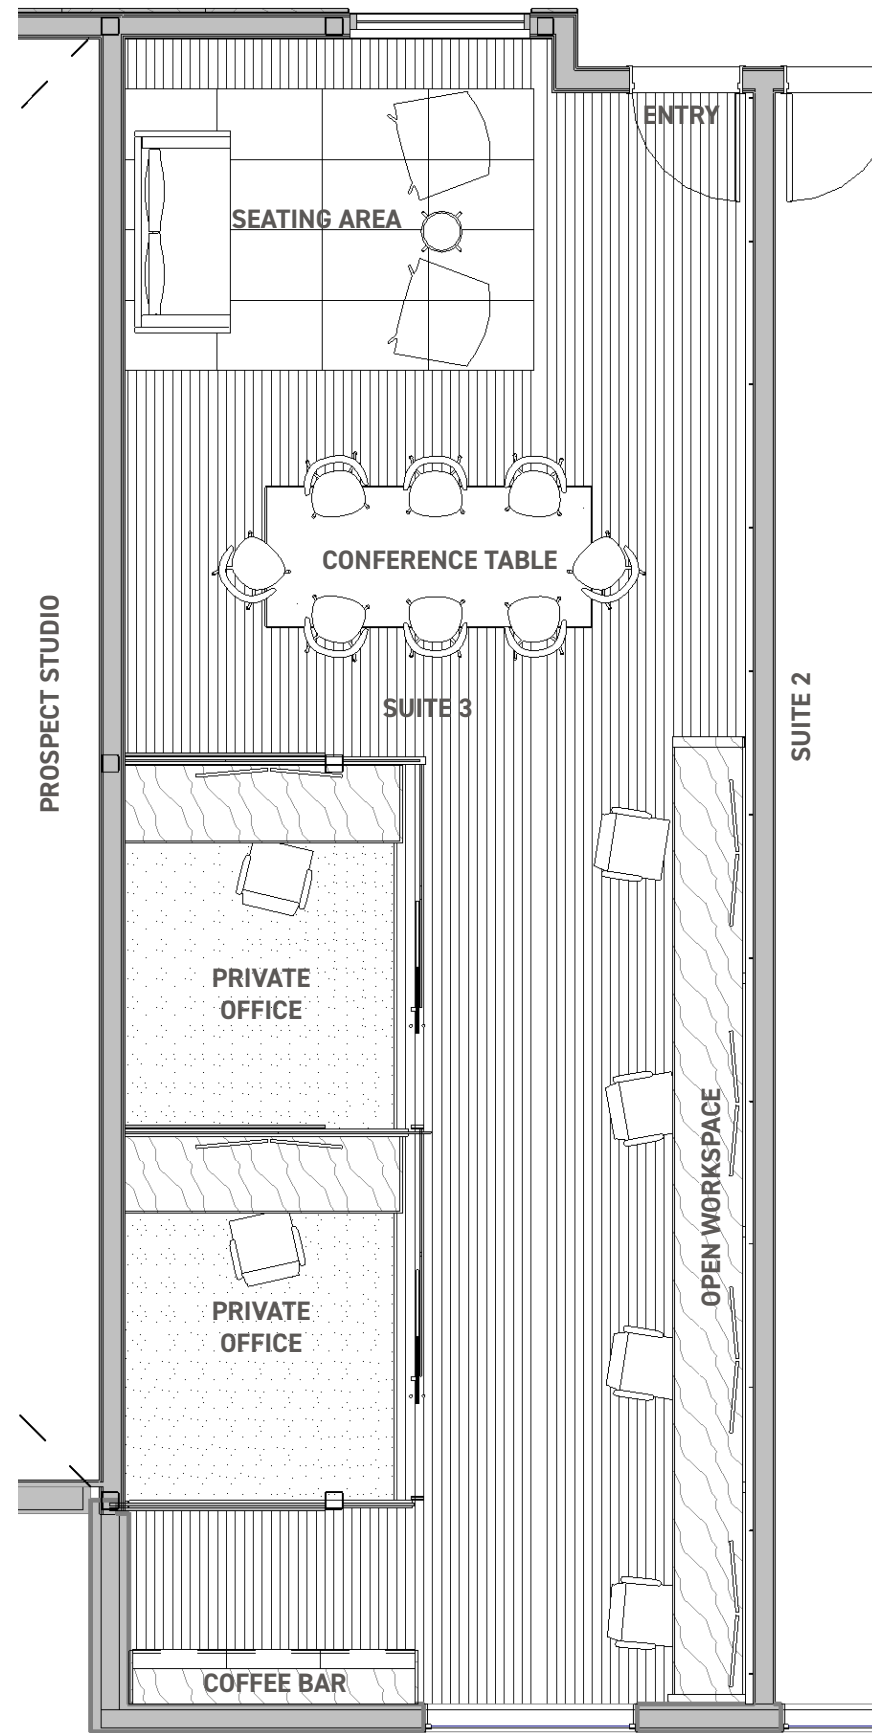 ENTRY
SEATING AREA
CONFERENCE TABLE
PROSPECT STUDIO
SUITE 3
SUITE 2
PRIVATE
OFFICE
OPEN WORKSPACE
PRIVATE
OFFICE
COFFEE BAR